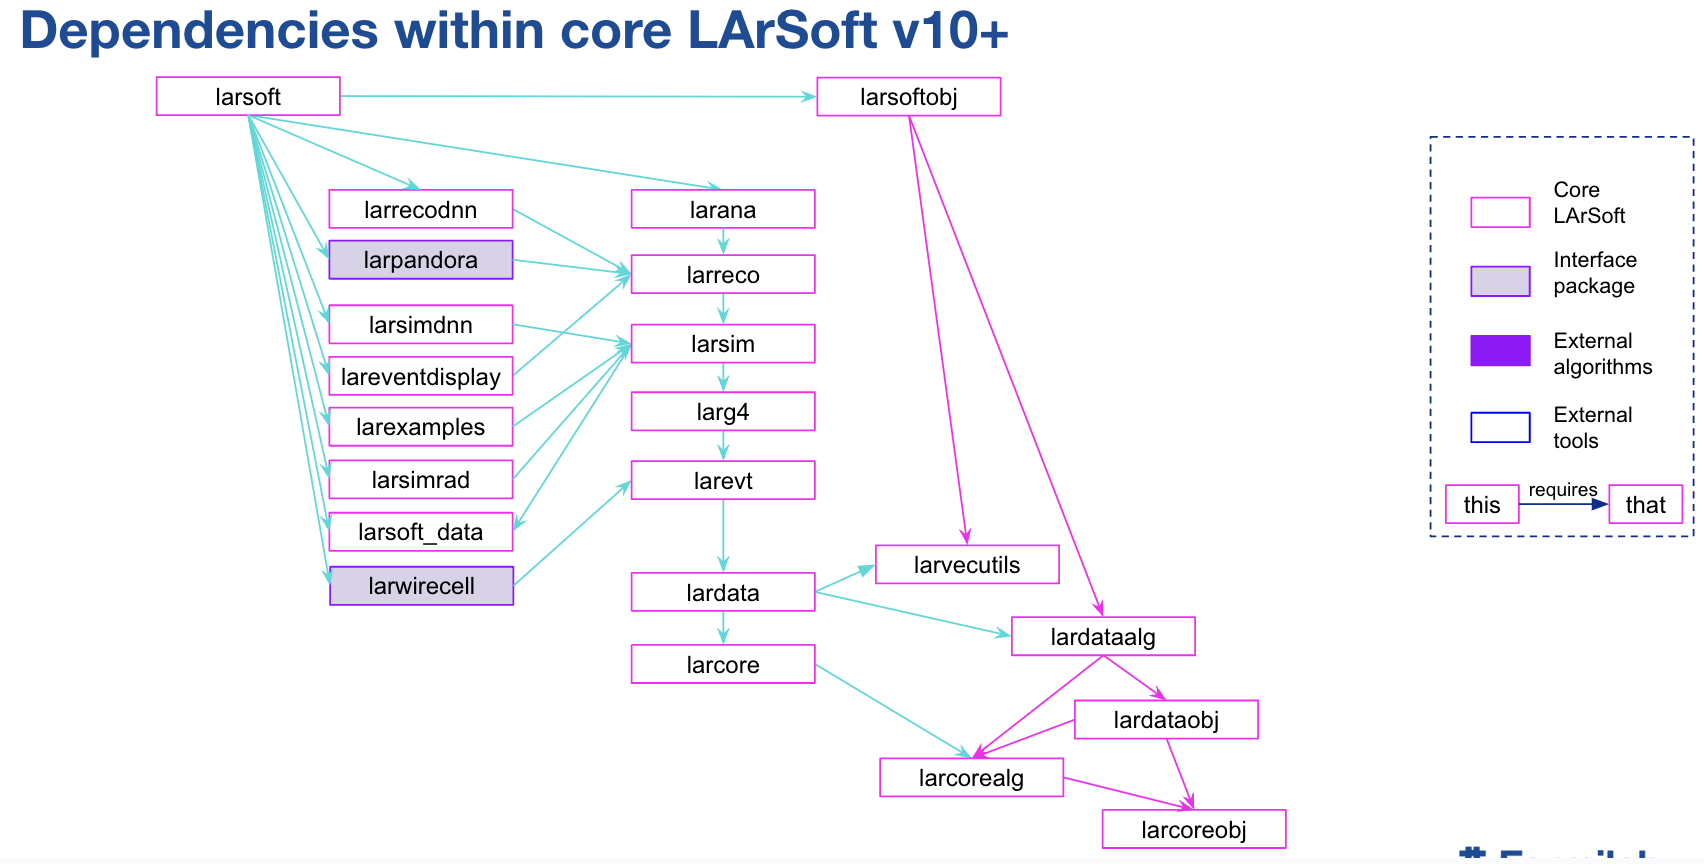 Dependencies within core LArSoft v10+
larsoft
larsoftobj
larrecodnn
larana
larpandora
larreco
larsimdnn
larsim
lareventdisplay
larexamples
larg4
larsimrad
larevt
larsoft_data
larwirecell
larvecutils
lardata
lardataalg
larcore
lardataobj
larcorealg
larcoreobj
Core
LArSoft
Interface
package
External
algorithms
External
tools
this
requires
that